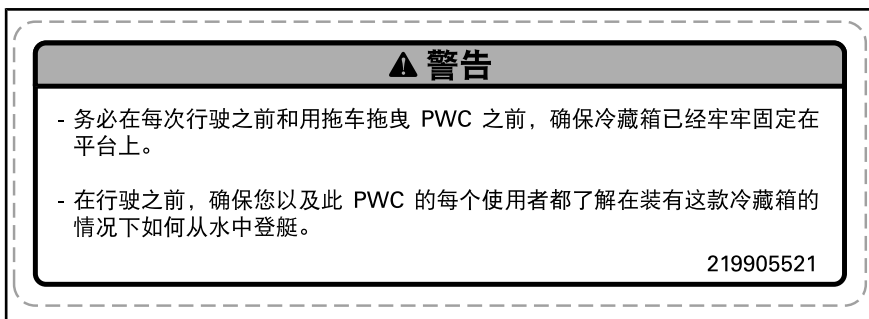 警告
- 务必在每次行驶之前和用拖车拖曳 PWC 之前，确保冷藏箱已经牢牢固定在
平台上。
- 在行驶之前，确保您以及此 PWC 的每个使用者都了解在装有这款冷藏箱的
情况下如何从水中登艇。
219905521